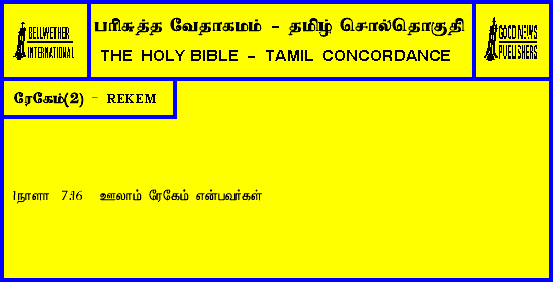 BELLWETHER
INTERNATIONAL
பரிசுத்த வேதாகமம் - தமிழ் சொல்தொகுதி
THE HOLY BIBLE - TAMIL CONCORDANCE
GOOD NEWS
PUBLISHERS
ரேகேம்(2) - REKEM
1நாளா 7:16 ஊலாம் ரேகேம் என்பவர்கள்